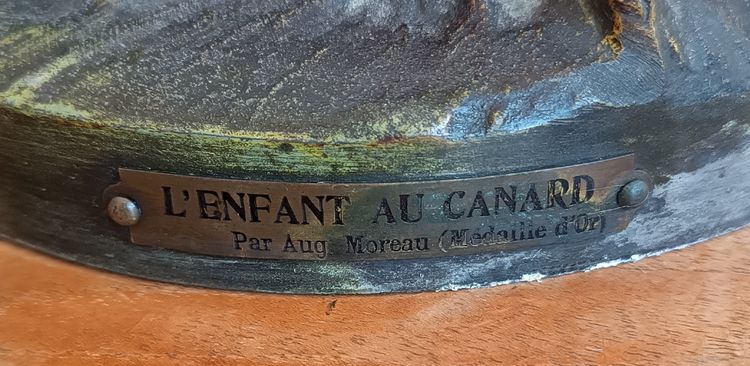 L'ENFANT AU CANARD
Par Aug Moreau (Médaille d'Or)